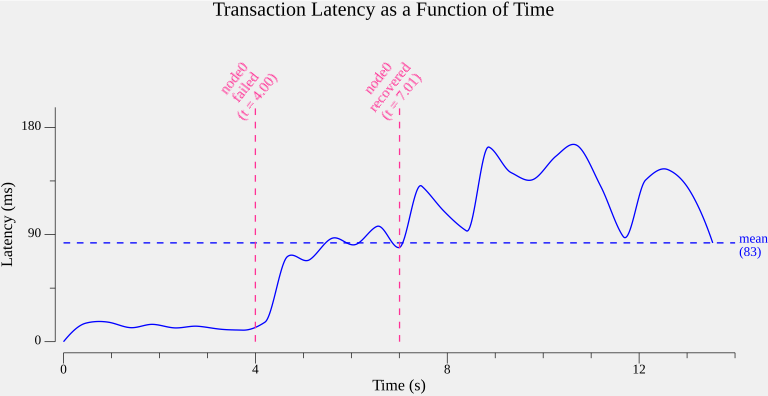 Transaction Latency as a Function of Time
node0
failed
(t = 4.00)
node0
recovered
(t = 7.01)
180
90
0
Latency (ms)
mean
(83)
0 4 8 12
Time (s)